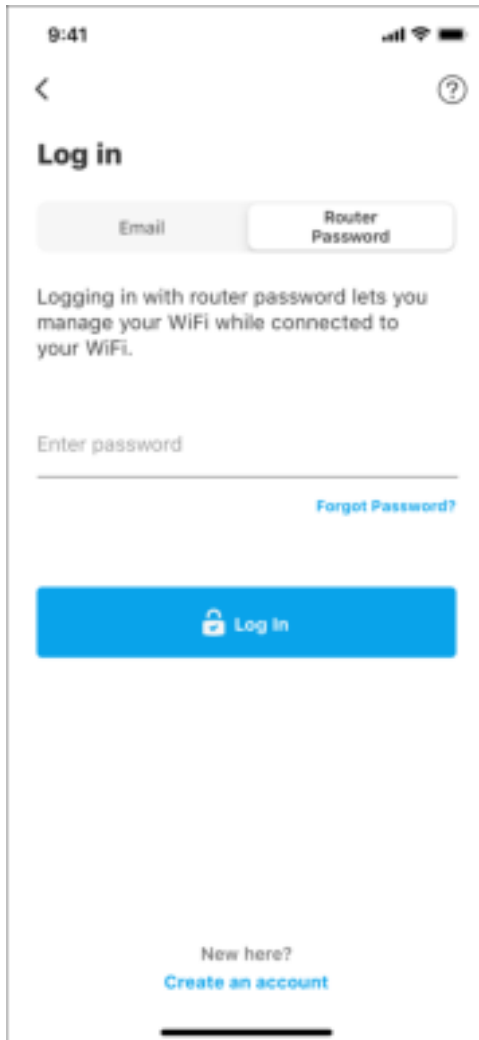 9:41
Log in
Email
Router
Password
Logging in with router password lets you
manage your WiFi while connected to
your WiFi.
Enter password
Forgot Password?
Log In
New here?
Create an account